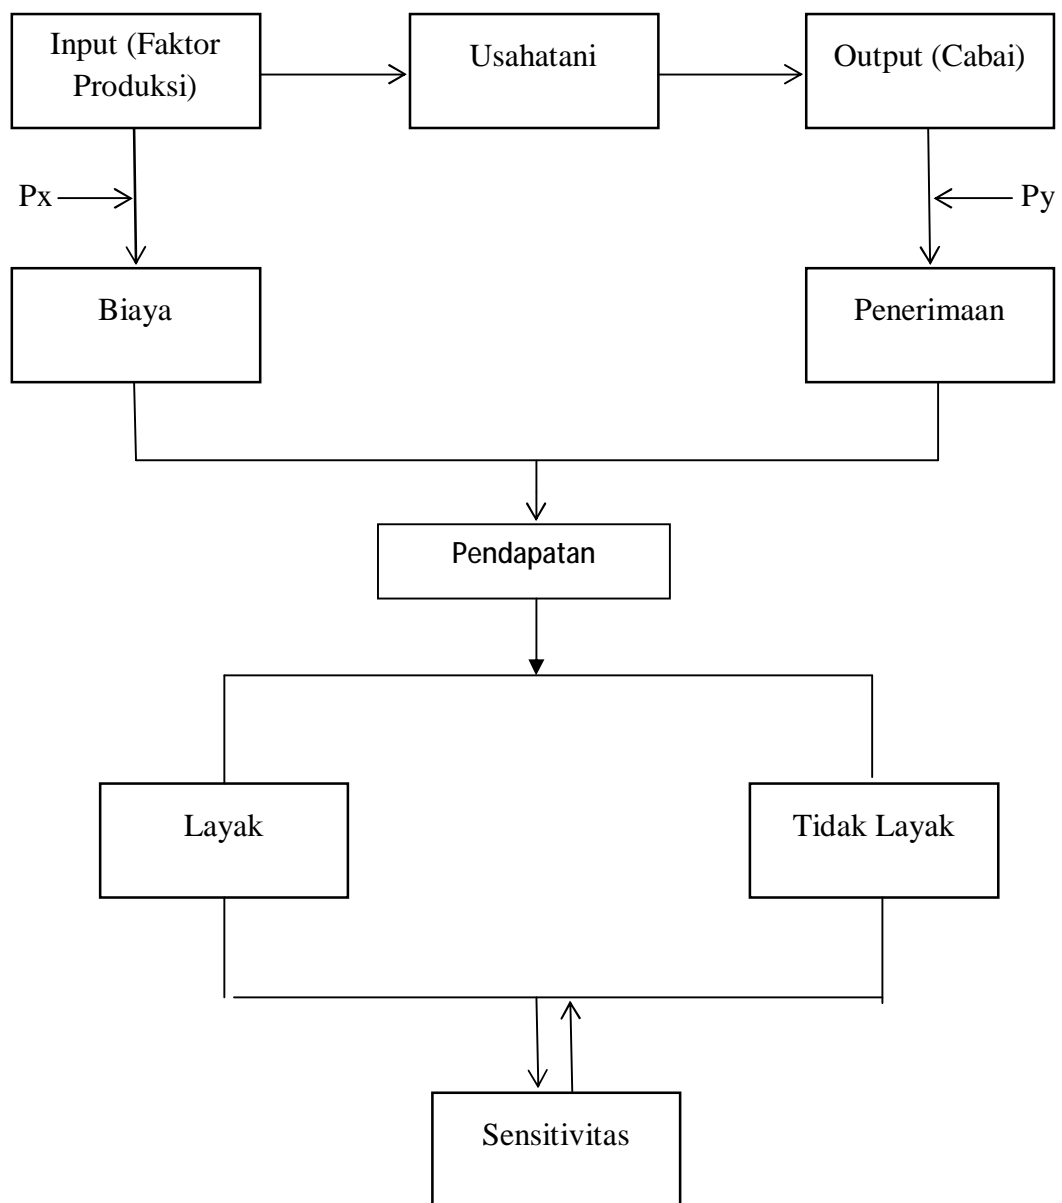 Input (Faktor
Produksi)
Usahatani
Output (Cabai)
Px
Py
Biaya
Penerimaan
Pendapatan
Layak
Tidak Layak
Sensitivitas